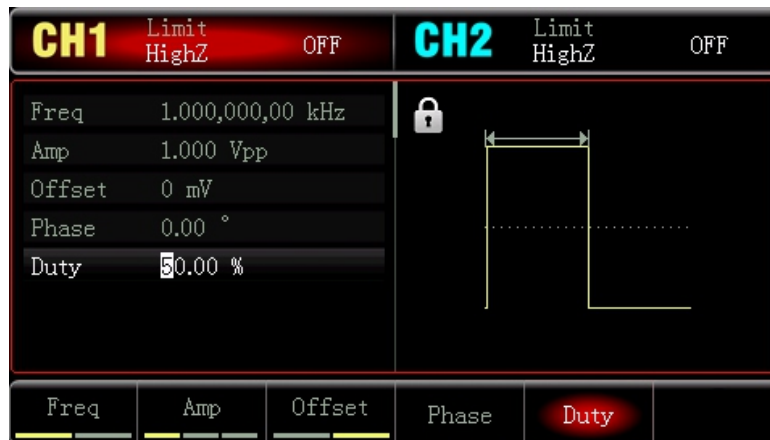 CH1 Limit HighZ OFF
CH2 Limit HighZ OFF
Freq 1.000,000,00 kHz
Amp 1.000 Vpp
Offset 0 mV
Phase 0.00 °
Duty 50.00 %
Freq Amp Offset Phase Duty